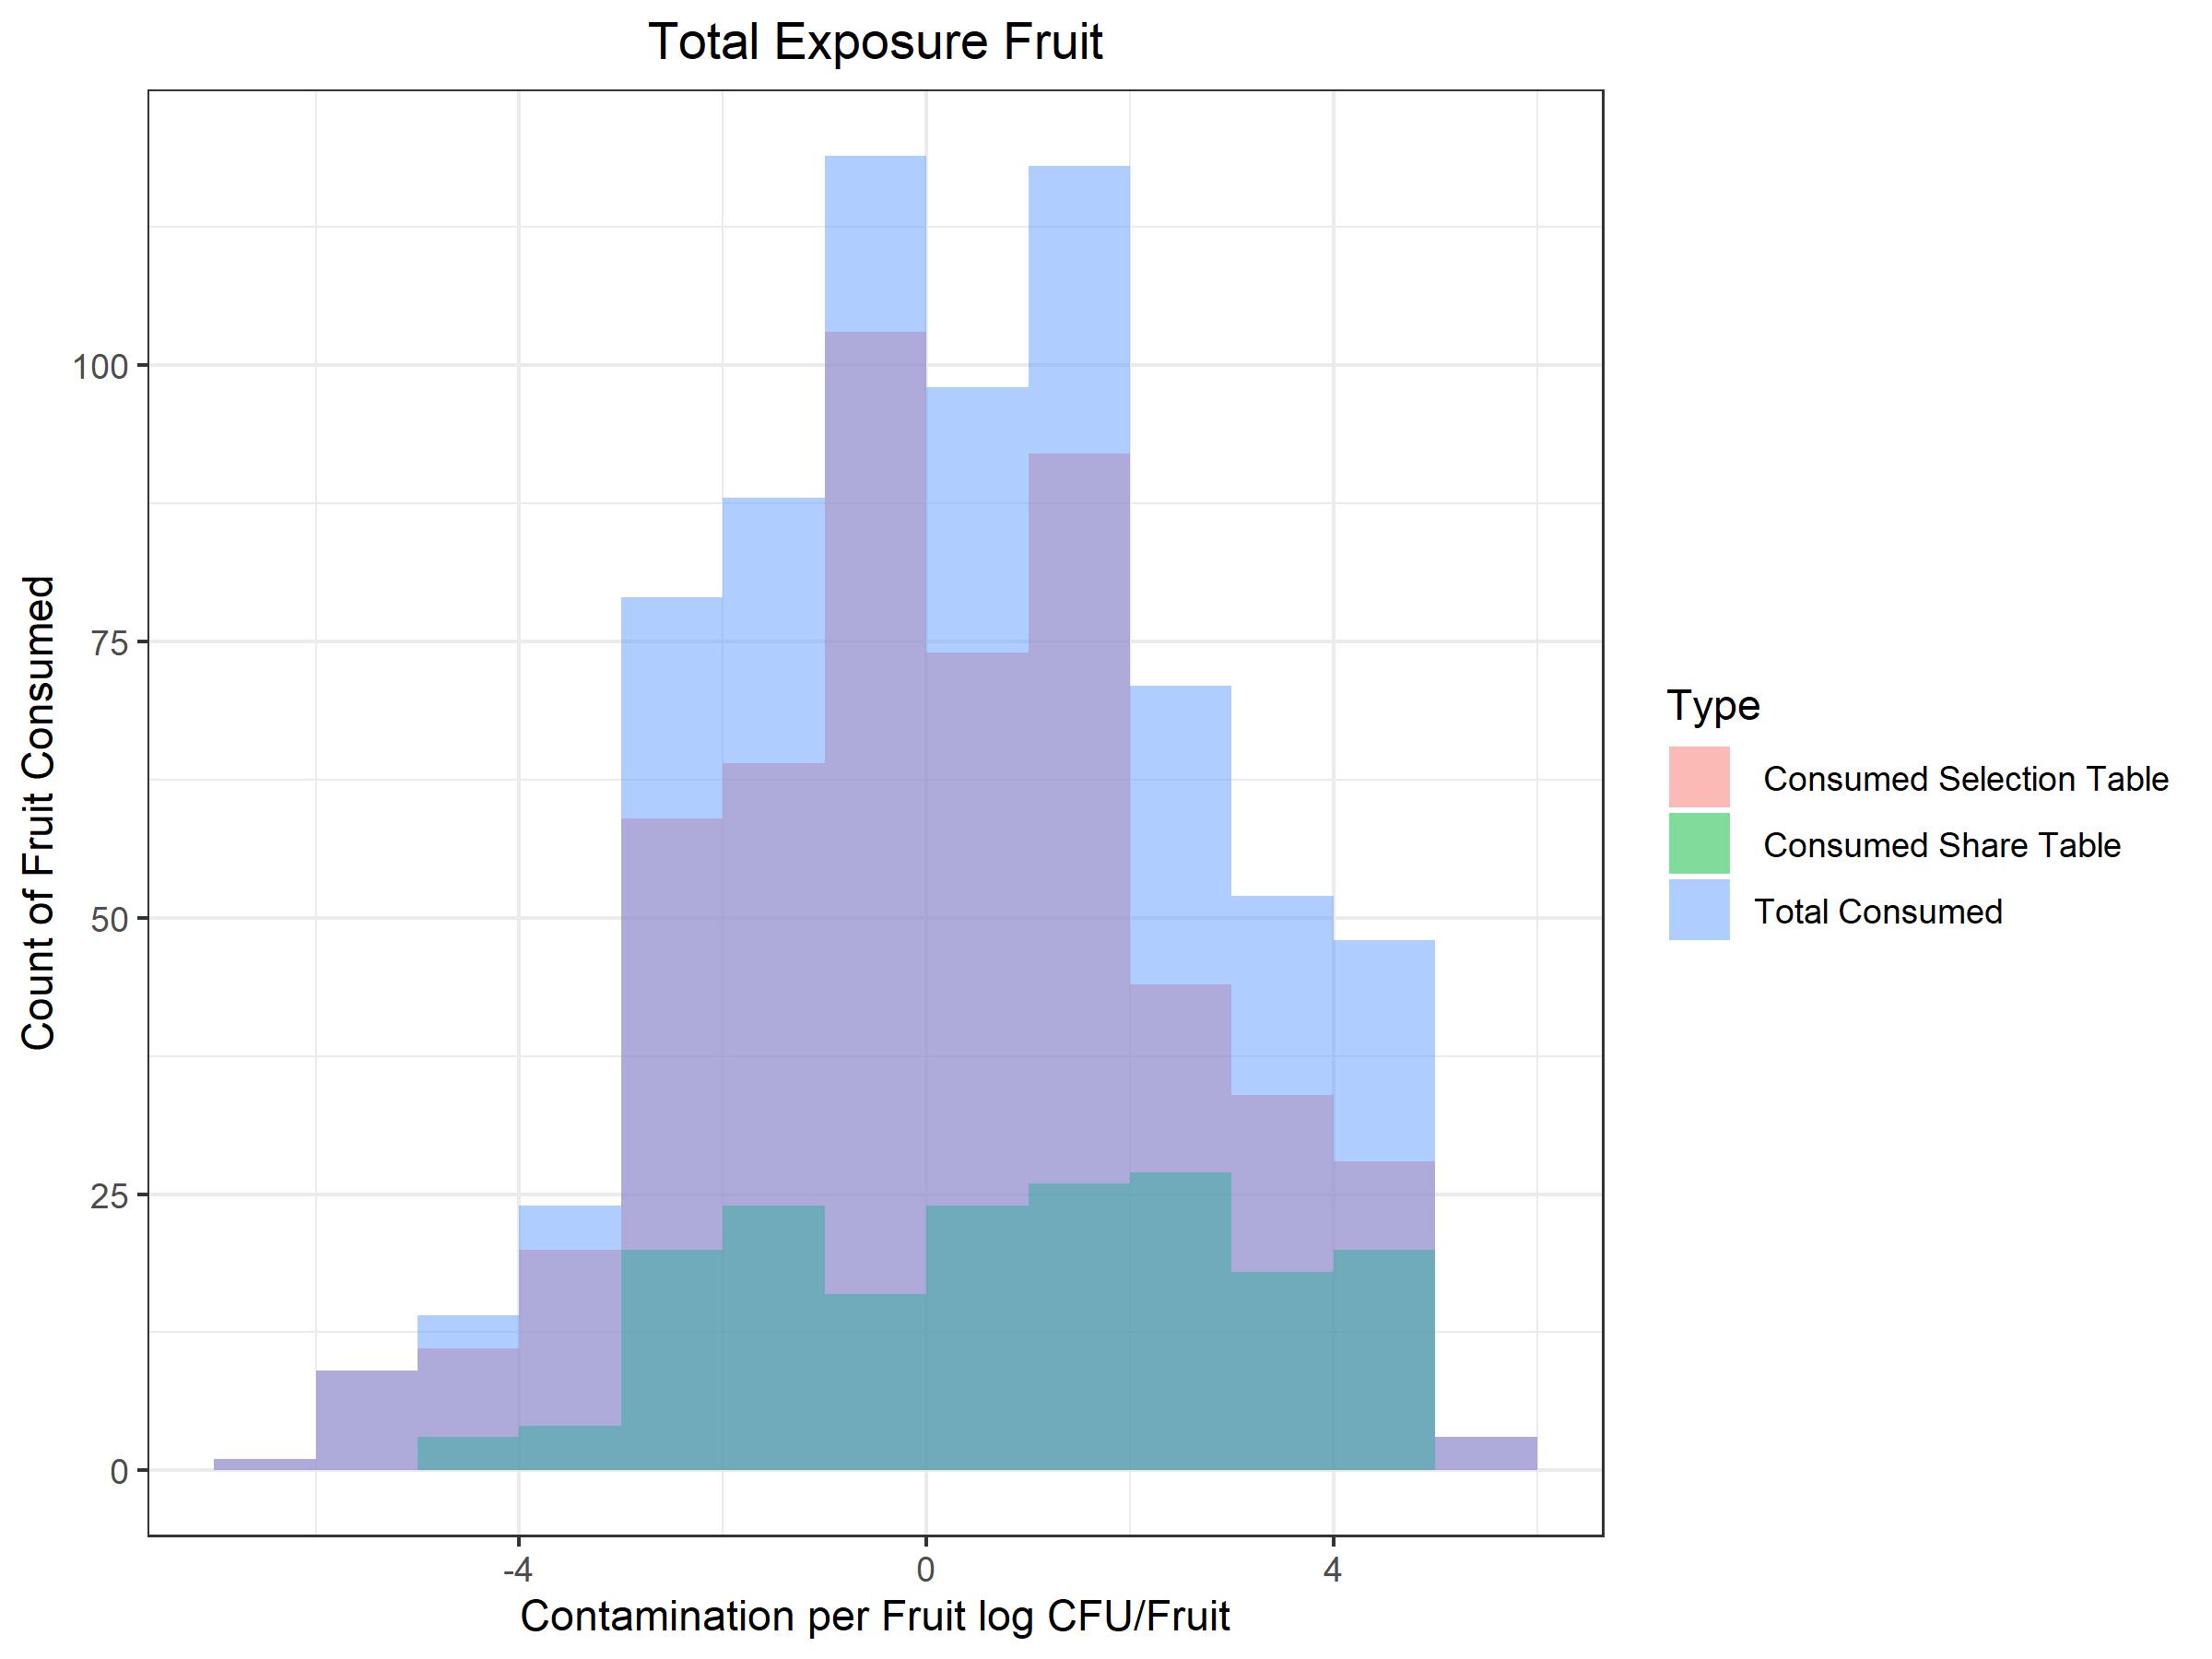 Total Exposure Fruit
100
75
50
25
0
-4
0
4
Count of Fruit Consumed
Contamination per Fruit log CFU/Fruit
Type
Consumed Selection Table
Consumed Share Table
Total Consumed